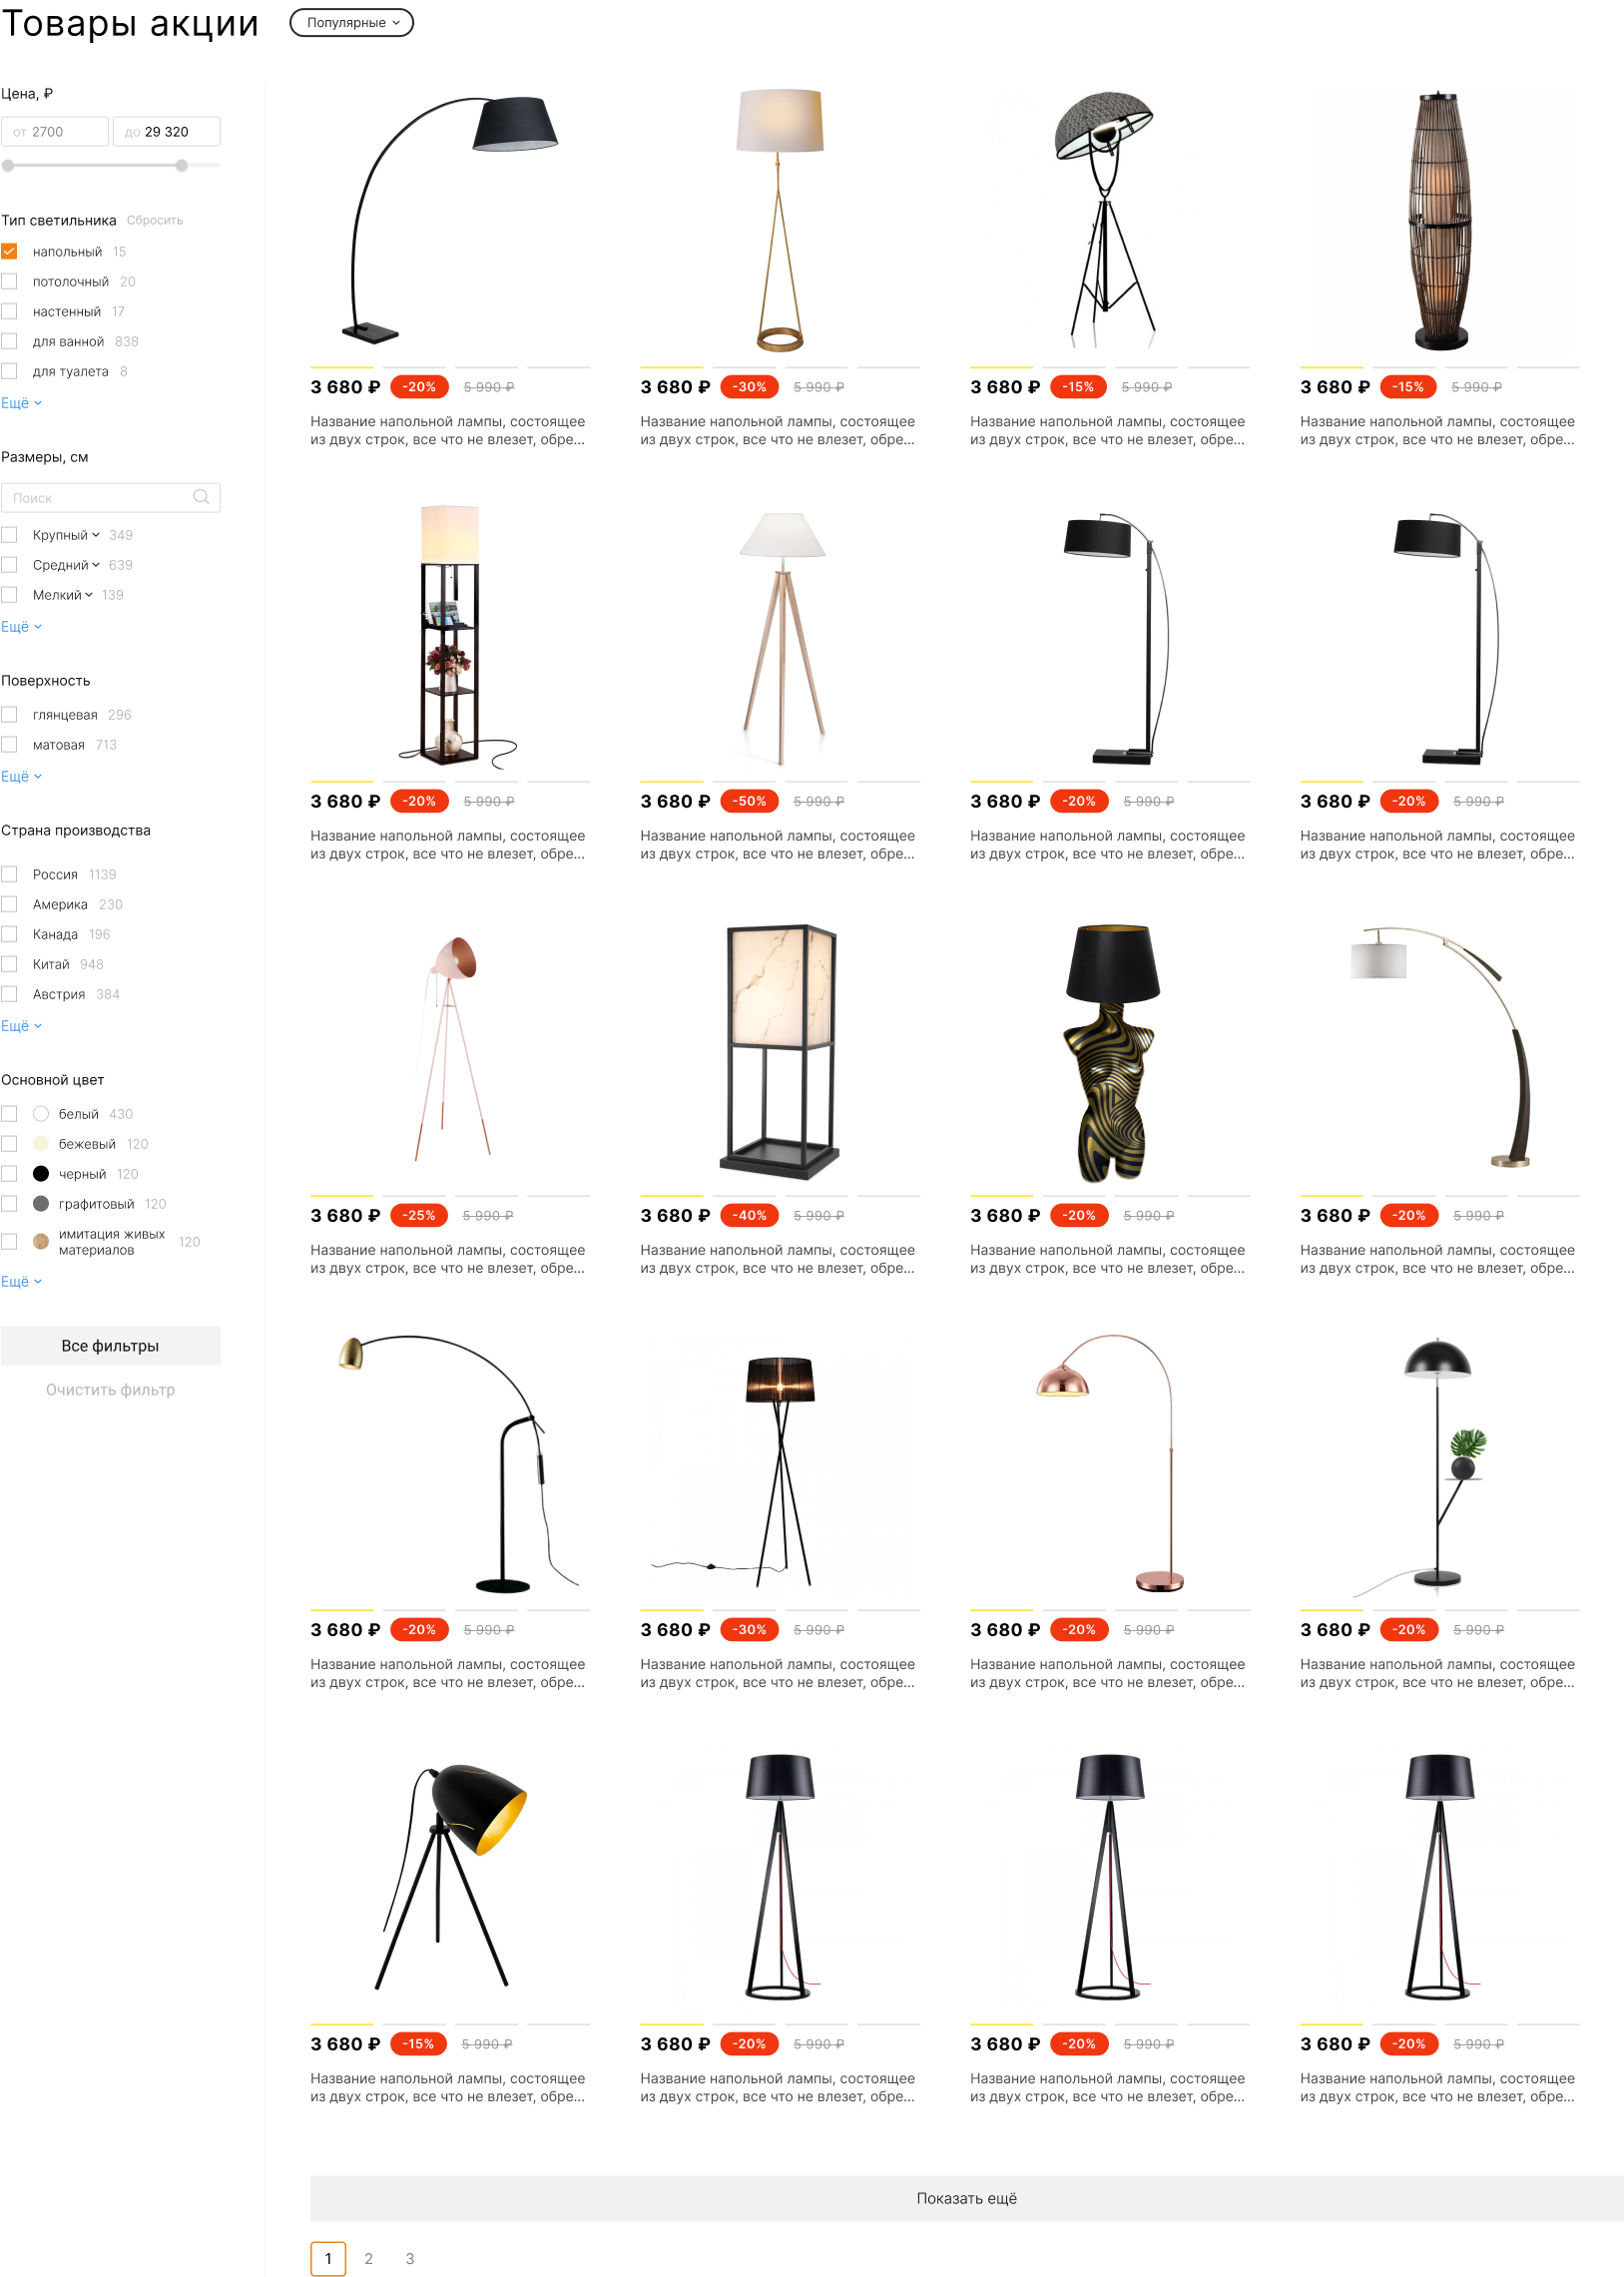 Товары акции
Популярные
Цена, ₽
от 2700
до 29 320
Тип светильника Сбросить
напольный 15
потолочный 20
настенный 17
для ванной 838
для туалета 8
Ещё
Размеры, см
Поиск
Крупный 349
Средний 639
Мелкий 139
Ещё
Поверхность
глянцевая 296
матовая 713
Ещё
Страна производства
Россия 1139
Америка 230
Канада 196
Китай 948
Австрия 384
Ещё
Основной цвет
белый 430
бежевый 120
черный 120
графитовый 120
имитация живых
материалов 120
Ещё
Все фильтры
Очистить фильтр
3 680 ₽ -20% 5 990 ₽
Название напольной лампы, состоящее
из двух строк, все что не влезет, обре...
3 680 ₽ -30% 5 990 ₽
Название напольной лампы, состоящее
из двух строк, все что не влезет, обре...
3 680 ₽ -15% 5 990 ₽
Название напольной лампы, состоящее
из двух строк, все что не влезет, обре...
3 680 ₽ -15% 5 990 ₽
Название напольной лампы, состоящее
из двух строк, все что не влезет, обре...
3 680 ₽ -20% 5 990 ₽
Название напольной лампы, состоящее
из двух строк, все что не влезет, обре...
3 680 ₽ -50% 5 990 ₽
Название напольной лампы, состоящее
из двух строк, все что не влезет, обре...
3 680 ₽ -20% 5 990 ₽
Название напольной лампы, состоящее
из двух строк, все что не влезет, обре...
3 680 ₽ -20% 5 990 ₽
Название напольной лампы, состоящее
из двух строк, все что не влезет, обре...
3 680 ₽ -25% 5 990 ₽
Название напольной лампы, состоящее
из двух строк, все что не влезет, обре...
3 680 ₽ -40% 5 990 ₽
Название напольной лампы, состоящее
из двух строк, все что не влезет, обре...
3 680 ₽ -20% 5 990 ₽
Название напольной лампы, состоящее
из двух строк, все что не влезет, обре...
3 680 ₽ -20% 5 990 ₽
Название напольной лампы, состоящее
из двух строк, все что не влезет, обре...
3 680 ₽ -20% 5 990 ₽
Название напольной лампы, состоящее
из двух строк, все что не влезет, обре...
3 680 ₽ -30% 5 990 ₽
Название напольной лампы, состоящее
из двух строк, все что не влезет, обре...
3 680 ₽ -20% 5 990 ₽
Название напольной лампы, состоящее
из двух строк, все что не влезет, обре...
3 680 ₽ -20% 5 990 ₽
Название напольной лампы, состоящее
из двух строк, все что не влезет, обре...
3 680 ₽ -15% 5 990 ₽
Название напольной лампы, состоящее
из двух строк, все что не влезет, обре...
3 680 ₽ -20% 5 990 ₽
Название напольной лампы, состоящее
из двух строк, все что не влезет, обре...
3 680 ₽ -20% 5 990 ₽
Название напольной лампы, состоящее
из двух строк, все что не влезет, обре...
3 680 ₽ -20% 5 990 ₽
Название напольной лампы, состоящее
из двух строк, все что не влезет, обре...
Показать ещё
1 2 3